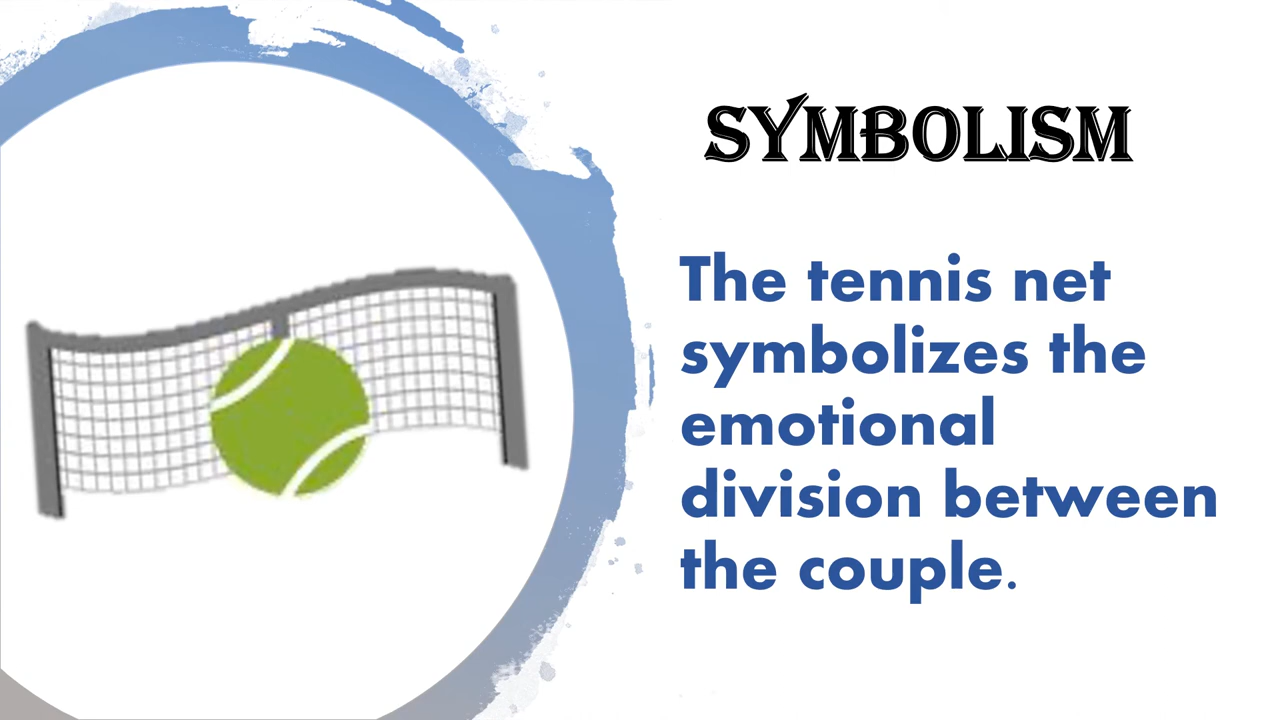 SYMBOLISM
The tennis net
symbolizes the
emotional
division between
the couple.